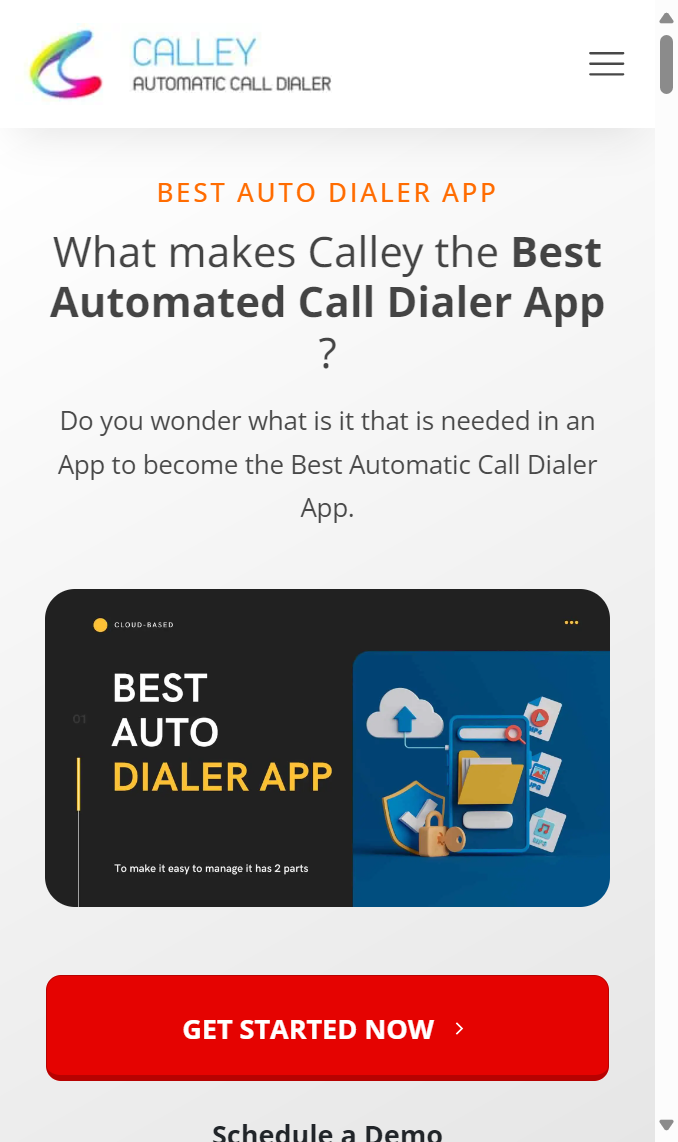 CALLEY
AUTOMATIC CALL DIALER
BEST AUTO DIALER APP
What makes Calley the Best
Automated Call Dialer App
?
Do you wonder what is it that is needed in an
App to become the Best Automatic Call Dialer
App.
CLOUD-BASED
BEST
01
AUTO
DIALER APP
To make it easy to manage it has 2 parts
GET STARTED NOW
Schedule a Demo